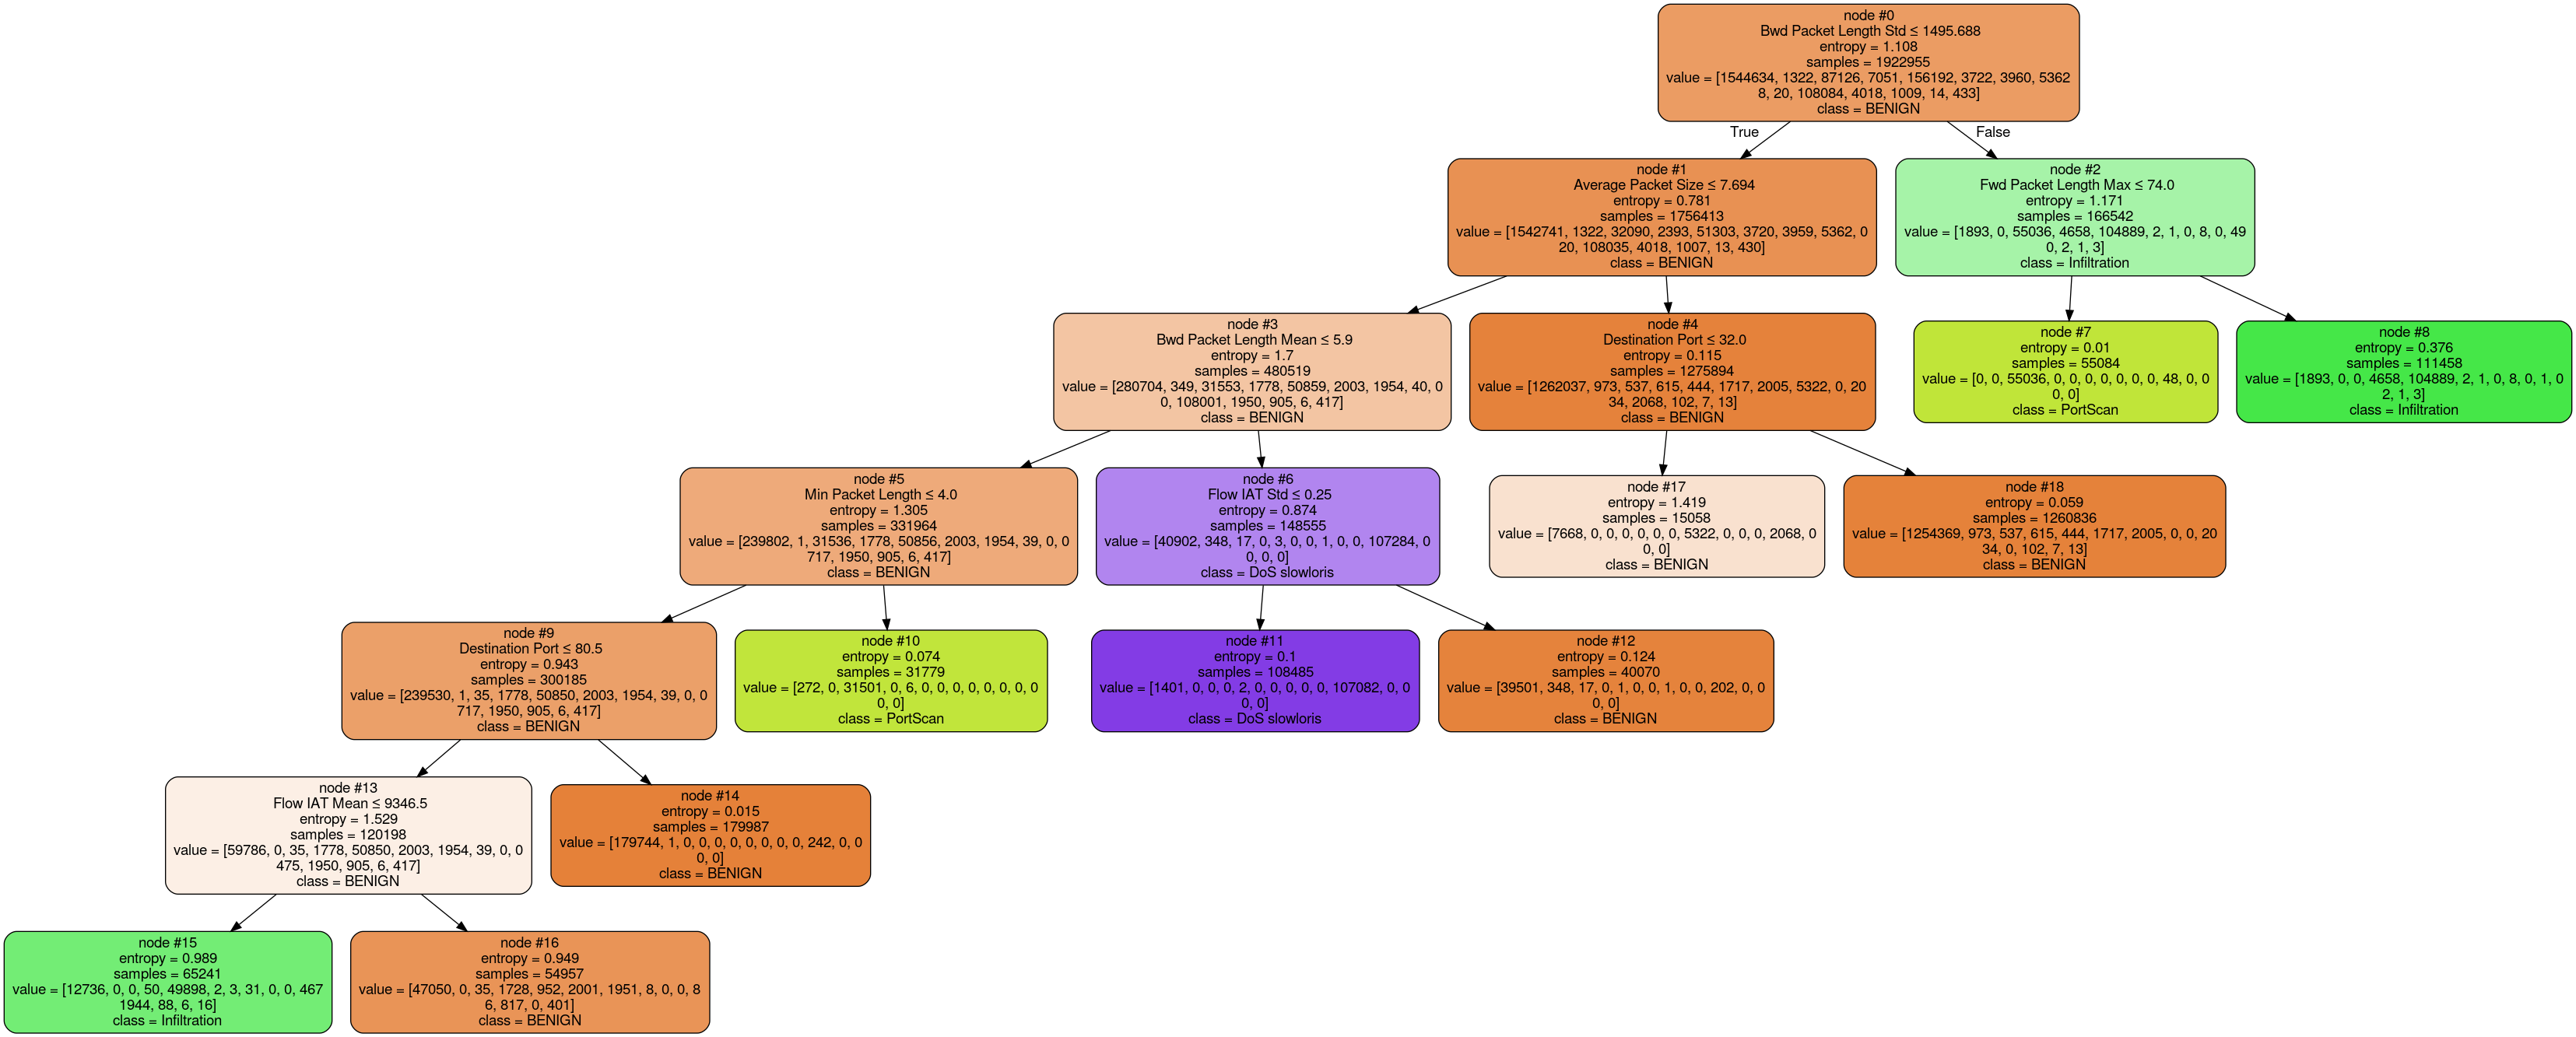 node #0
Bwd Packet Length Std ≤ 1495.688
entropy = 1.108
samples = 1922955
value = [1544634, 1322, 87126, 7051, 156192, 3722, 3960, 5362
8, 20, 108084, 4018, 1009, 14, 433]
class = BENIGN
True
False
node #1
Average Packet Size ≤ 7.694
entropy = 0.781
samples = 1756413
value = [1542741, 1322, 32090, 2393, 51303, 3720, 3959, 5362, 0
20, 108035, 4018, 1007, 13, 430]
class = BENIGN
node #2
Fwd Packet Length Max ≤ 74.0
entropy = 1.171
samples = 166542
value = [1893, 0, 55036, 4658, 104889, 2, 1, 0, 8, 0, 49
0, 2, 1, 3]
class = Infiltration
node #3
Bwd Packet Length Mean ≤ 5.9
entropy = 1.7
samples = 480519
value = [280704, 349, 31553, 1778, 50859, 2003, 1954, 40, 0
0, 108001, 1950, 905, 6, 417]
class = BENIGN
node #4
Destination Port ≤ 32.0
entropy = 0.115
samples = 1275894
value = [1262037, 973, 537, 615, 444, 1717, 2005, 5322, 0, 20
34, 2068, 102, 7, 13]
class = BENIGN
node #7
entropy = 0.01
samples = 55084
value = [0, 0, 55036, 0, 0, 0, 0, 0, 0, 0, 48, 0, 0
0, 0]
class = PortScan
node #8
entropy = 0.376
samples = 111458
value = [1893, 0, 0, 4658, 104889, 2, 1, 0, 8, 0, 1, 0
2, 1, 3]
class = Infiltration
node #5
Min Packet Length ≤ 4.0
entropy = 1.305
samples = 331964
value = [239802, 1, 31536, 1778, 50856, 2003, 1954, 39, 0, 0
717, 1950, 905, 6, 417]
class = BENIGN
node #6
Flow IAT Std ≤ 0.25
entropy = 0.874
samples = 148555
value = [40902, 348, 17, 0, 3, 0, 0, 1, 0, 0, 107284, 0
0, 0, 0]
class = DoS slowloris
node #17
entropy = 1.419
samples = 15058
value = [7668, 0, 0, 0, 0, 0, 0, 5322, 0, 0, 0, 2068, 0
0, 0]
class = BENIGN
node #18
entropy = 0.059
samples = 1260836
value = [1254369, 973, 537, 615, 444, 1717, 2005, 0, 0, 20
34, 0, 102, 7, 13]
class = BENIGN
node #9
Destination Port ≤ 80.5
entropy = 0.943
samples = 300185
value = [239530, 1, 35, 1778, 50850, 2003, 1954, 39, 0, 0
717, 1950, 905, 6, 417]
class = BENIGN
node #10
entropy = 0.074
samples = 31779
value = [272, 0, 31501, 0, 6, 0, 0, 0, 0, 0, 0, 0, 0
0, 0]
class = PortScan
node #11
entropy = 0.1
samples = 108485
value = [1401, 0, 0, 0, 2, 0, 0, 0, 0, 0, 107082, 0, 0
0, 0]
class = DoS slowloris
node #12
entropy = 0.124
samples = 40070
value = [39501, 348, 17, 0, 1, 0, 0, 1, 0, 0, 202, 0, 0
0, 0]
class = BENIGN
node #13
Flow IAT Mean ≤ 9346.5
entropy = 1.529
samples = 120198
value = [59786, 0, 35, 1778, 50850, 2003, 1954, 39, 0, 0
475, 1950, 905, 6, 417]
class = BENIGN
node #14
entropy = 0.015
samples = 179987
value = [179744, 1, 0, 0, 0, 0, 0, 0, 0, 0, 242, 0, 0
0, 0]
class = BENIGN
node #15
entropy = 0.989
samples = 65241
value = [12736, 0, 0, 50, 49898, 2, 3, 31, 0, 0, 467
1944, 88, 6, 16]
class = Infiltration
node #16
entropy = 0.949
samples = 54957
value = [47050, 0, 35, 1728, 952, 2001, 1951, 8, 0, 0, 8
6, 817, 0, 401]
class = BENIGN